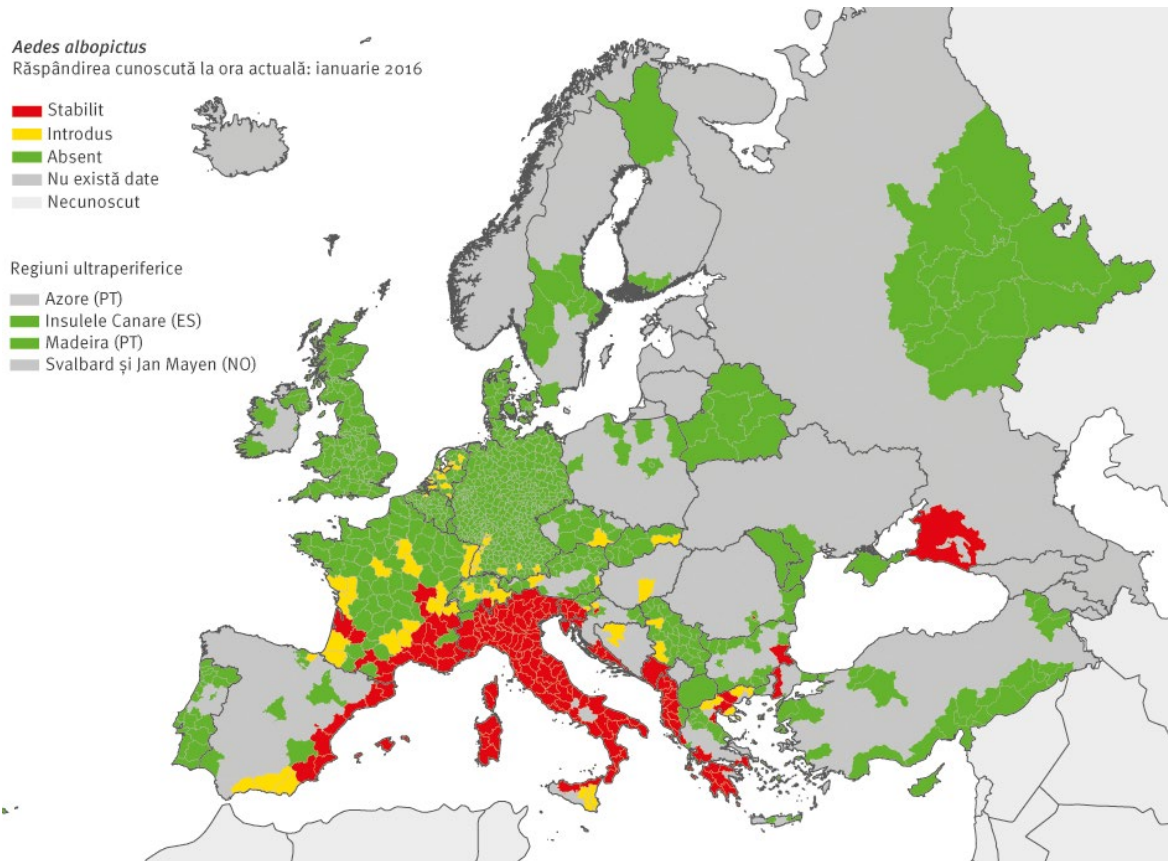 Aedes albopictus
Răspândirea cunoscută la ora actuală: ianuarie 2016
Stabilit
Introdus
Absent
Nu există date
Necunoscut
Regiuni ultraperiferice
Azore (PT)
Insulele Canare (ES)
Madeira (PT)
Svalbard și Jan Mayen (NO)